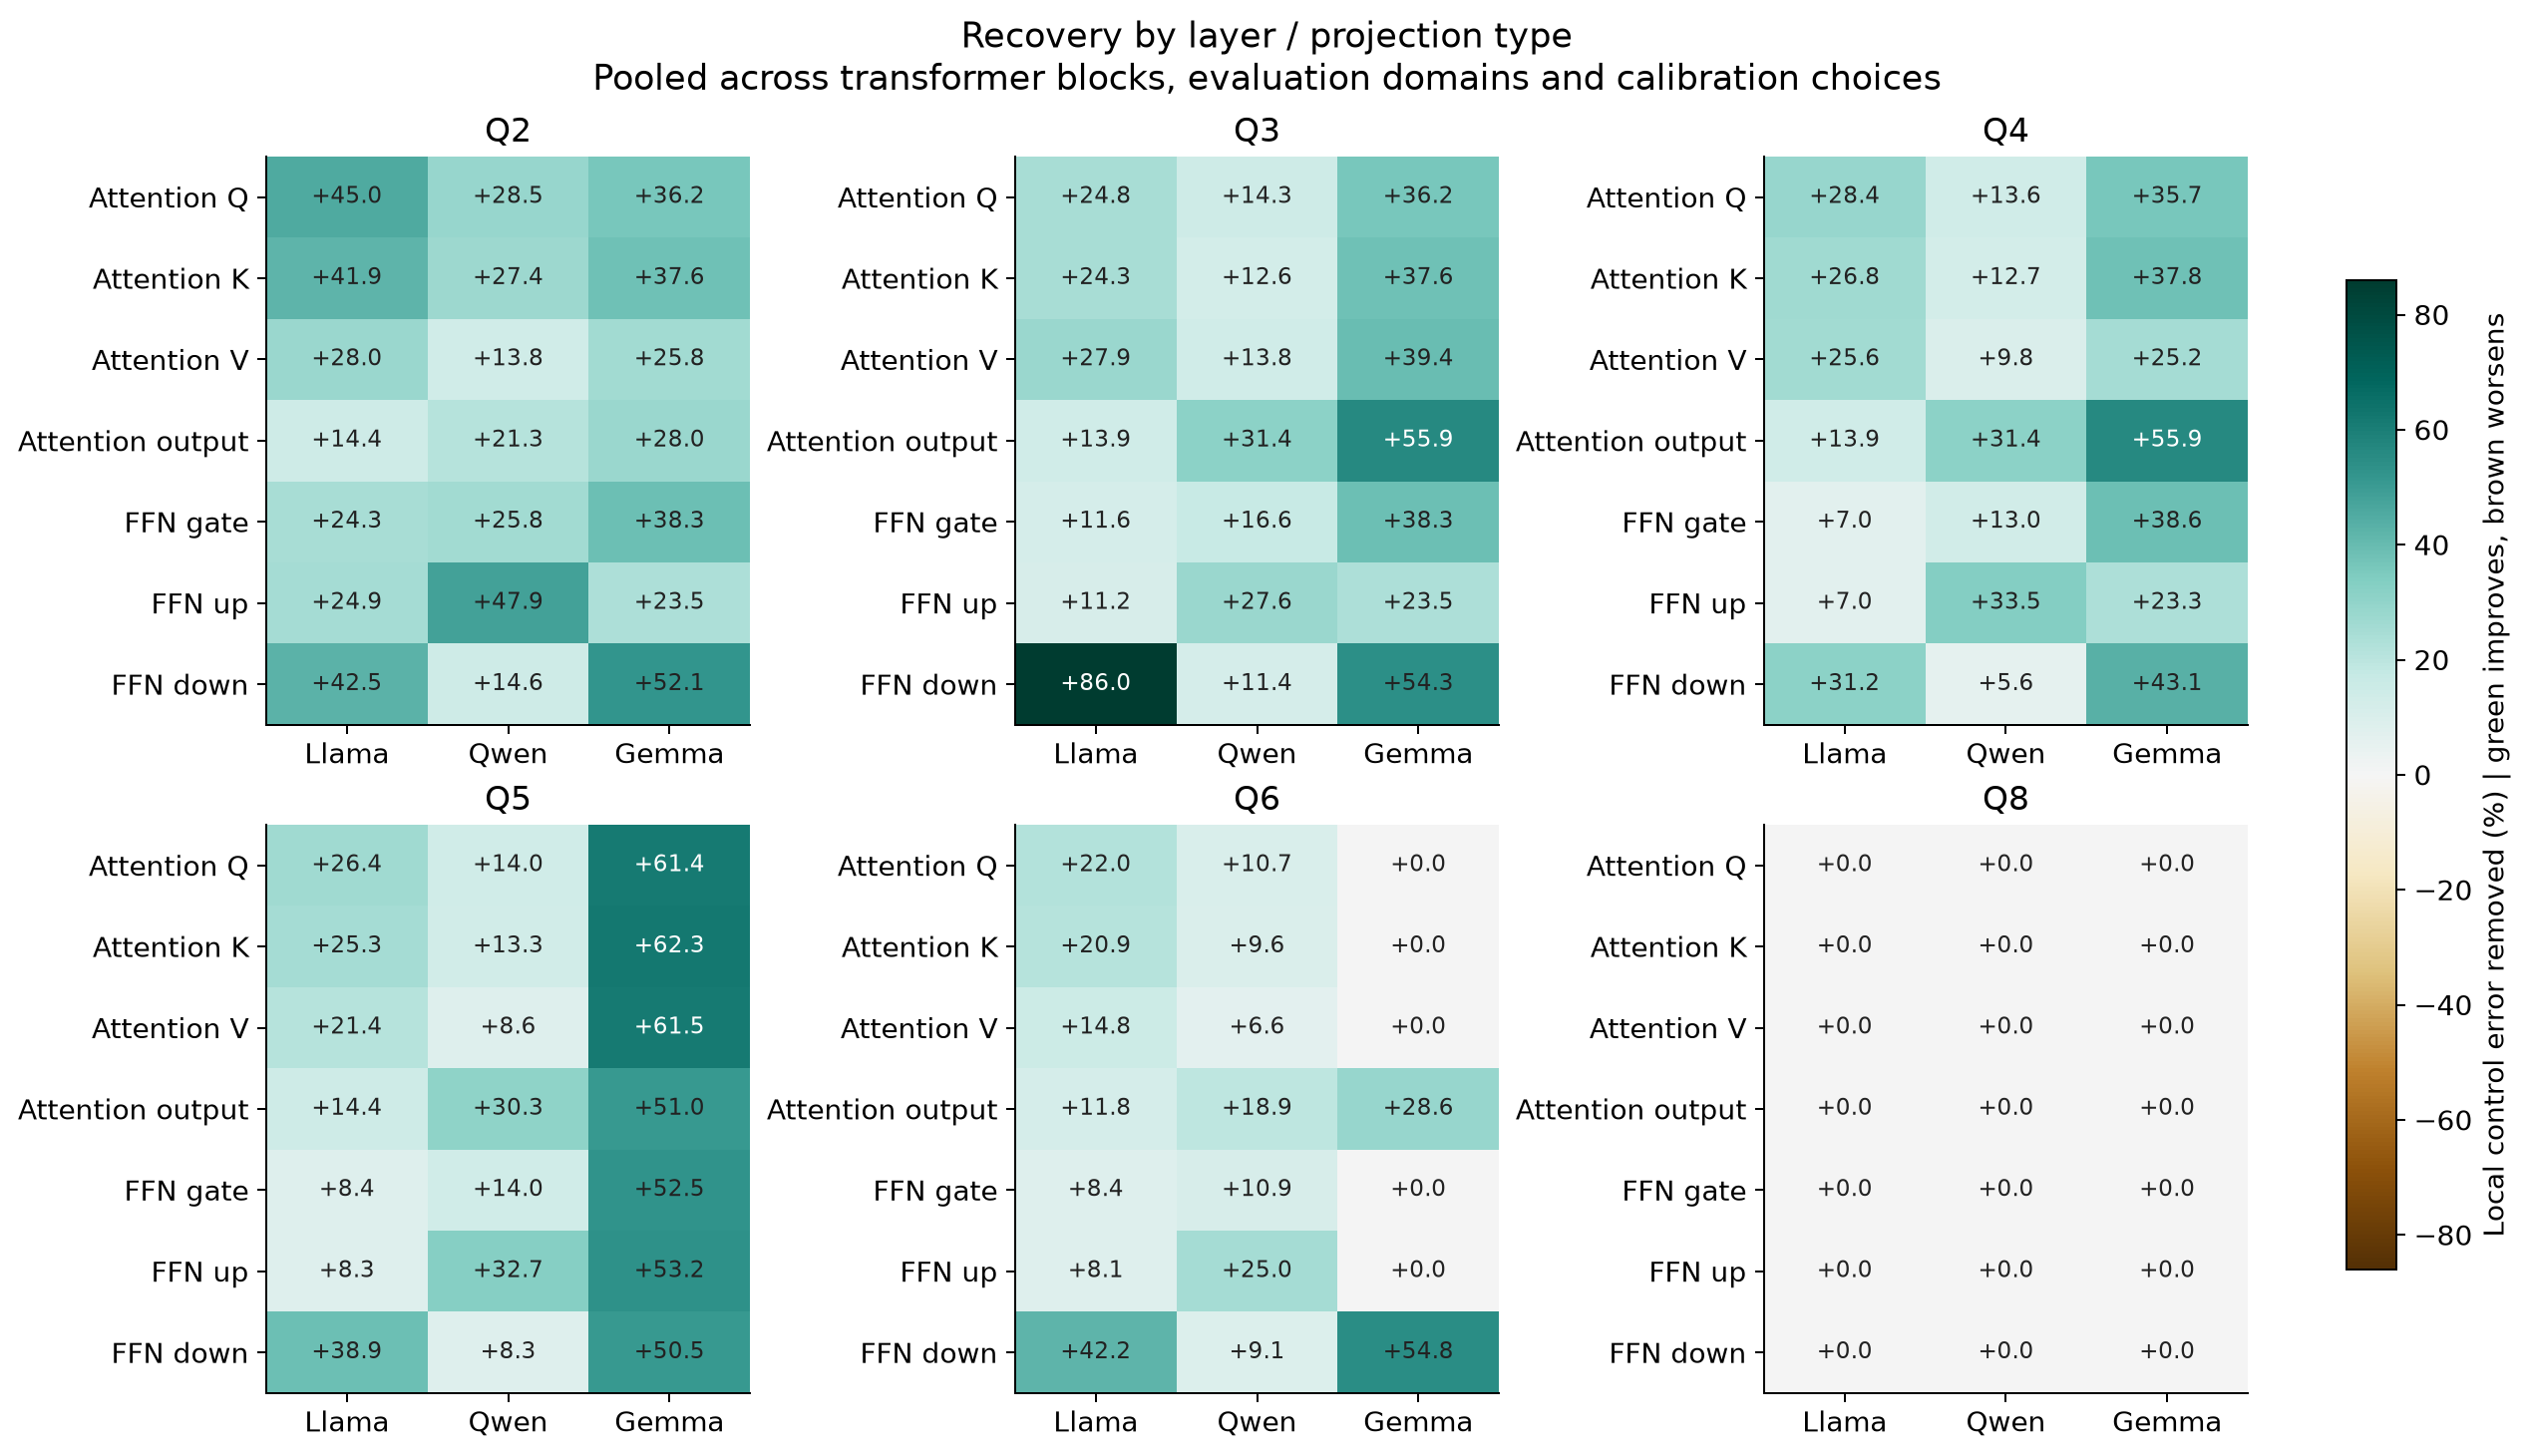 Recovery by layer / projection type
Pooled across transformer blocks, evaluation domains and calibration choices
Q2
Attention Q +45.0 +28.5 +36.2
Attention K +41.9 +27.4 +37.6
Attention V +28.0 +13.8 +25.8
Attention output +14.4 +21.3 +28.0
FFN gate +24.3 +25.8 +38.3
FFN up +24.9 +47.9 +23.5
FFN down +42.5 +14.6 +52.1
Llama Qwen Gemma
Q3
Attention Q +24.8 +14.3 +36.2
Attention K +24.3 +12.6 +37.6
Attention V +27.9 +13.8 +39.4
Attention output +13.9 +31.4 +55.9
FFN gate +11.6 +16.6 +38.3
FFN up +11.2 +27.6 +23.5
FFN down +86.0 +11.4 +54.3
Llama Qwen Gemma
Q4
Attention Q +28.4 +13.6 +35.7
Attention K +26.8 +12.7 +37.8
Attention V +25.6 +9.8 +25.2
Attention output +13.9 +31.4 +55.9
FFN gate +7.0 +13.0 +38.6
FFN up +7.0 +33.5 +23.3
FFN down +31.2 +5.6 +43.1
Llama Qwen Gemma
Q5
Attention Q +26.4 +14.0 +61.4
Attention K +25.3 +13.3 +62.3
Attention V +21.4 +8.6 +61.5
Attention output +14.4 +30.3 +51.0
FFN gate +8.4 +14.0 +52.5
FFN up +8.3 +32.7 +53.2
FFN down +38.9 +8.3 +50.5
Llama Qwen Gemma
Q6
Attention Q +22.0 +10.7 +0.0
Attention K +20.9 +9.6 +0.0
Attention V +14.8 +6.6 +0.0
Attention output +11.8 +18.9 +28.6
FFN gate +8.4 +10.9 +0.0
FFN up +8.1 +25.0 +0.0
FFN down +42.2 +9.1 +54.8
Llama Qwen Gemma
Q8
Attention Q +0.0 +0.0 +0.0
Attention K +0.0 +0.0 +0.0
Attention V +0.0 +0.0 +0.0
Attention output +0.0 +0.0 +0.0
FFN gate +0.0 +0.0 +0.0
FFN up +0.0 +0.0 +0.0
FFN down +0.0 +0.0 +0.0
Llama Qwen Gemma
80
60
40
20
0
−20
−40
−60
−80
Local control error removed (%) | green improves, brown worsens